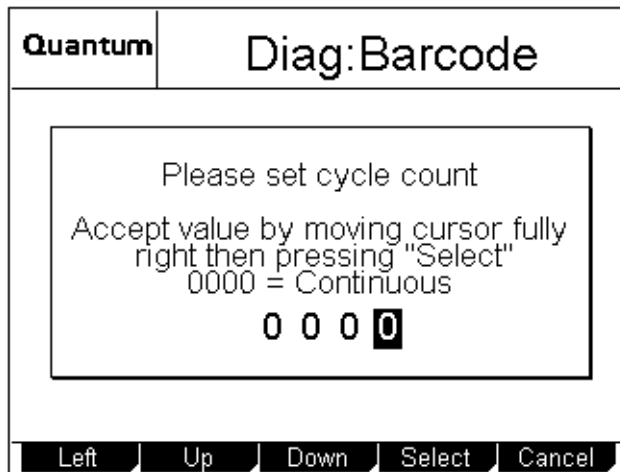 Quantum
Diag:Barcode
Please set cycle count
Accept value by moving cursor fully
right then pressing "Select"
0000 = Continuous
0 0 0 0
Left Up Down Select Cancel